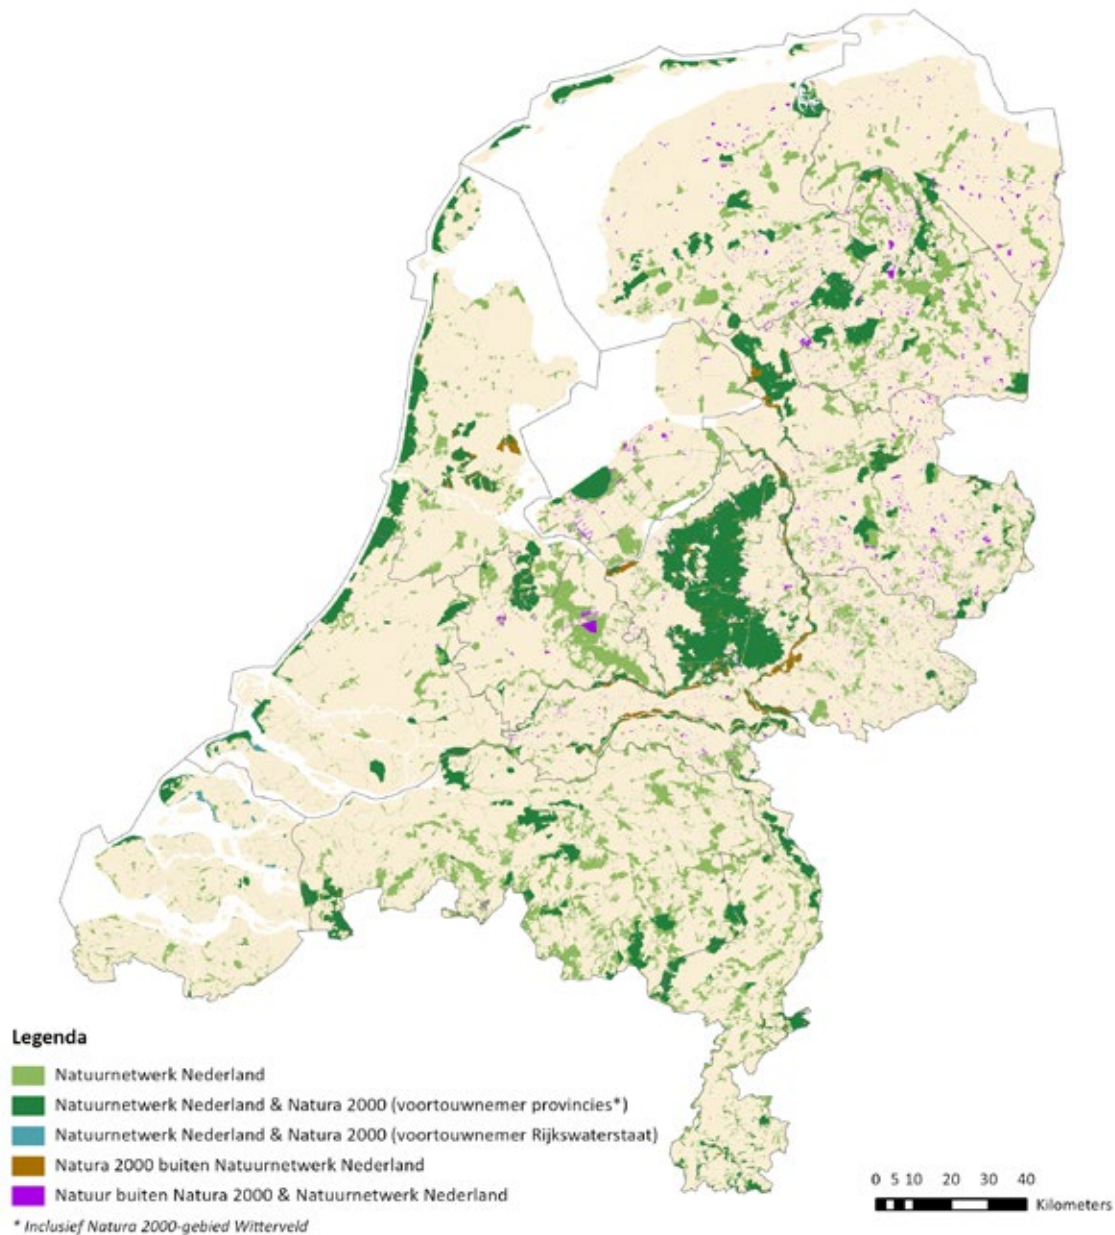 Legenda
Natuurnetwerk Nederland
Natuurnetwerk Nederland & Natura 2000 (voortouwnemer provincies*)
Natuurnetwerk Nederland & Natura 2000 (voortouwnemer Rijkswaterstaat)
Natura 2000 buiten Natuurnetwerk Nederland
Natuur buiten Natura 2000 & Natuurnetwerk Nederland
* Inclusief Natura 2000-gebied Witterveld
0 5 10 20 30 40
Kilometers